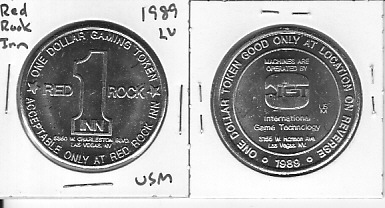 Red
Rook
Inn
1989
LV
ONE DOLLAR GAMING TOKEN
1
RED ROCK
INN
LAS VEGAS, NV
ACCEPTABLE ONLY AT RED ROCK INN
USM
ONE DOLLAR TOKEN GOOD ONLY AT LOCATION ON REVERSE
MACHINES ARE
OPERATED BY
IGT
International
Game Technology
Las Vegas, NV.
1989